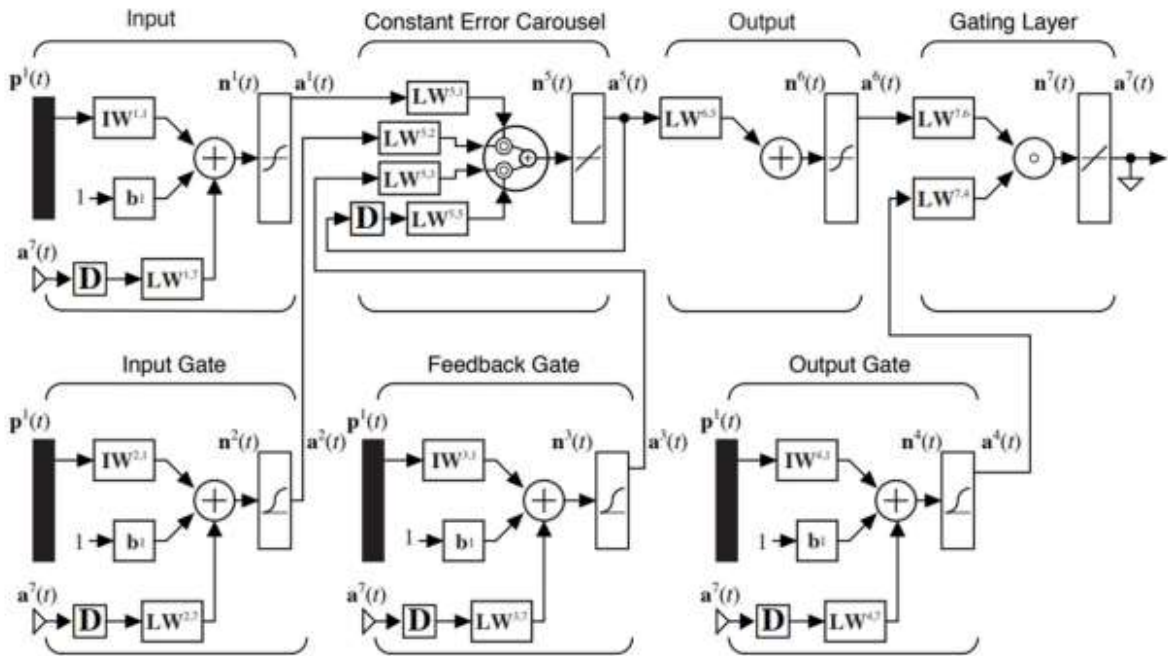 Input
Constant Error Carousel
Output
Gating Layer
p¹(t)
n¹(t)
a¹(t)
IW¹,¹
1
b¹
a⁷(t)
D
LW¹,⁷
LW⁵,¹
LW⁵,²
LW⁵,³
D
LW⁵,⁵
n⁵(t)
a⁵(t)
LW⁶,⁵
n⁶(t)
a⁶(t)
LW⁷,⁶
LW⁷,⁴
n⁷(t)
a⁷(t)
Input Gate
Feedback Gate
Output Gate
p¹(t)
n²(t)
a²(t)
IW²,¹
1
b¹
a⁷(t)
D
LW²,⁷
p¹(t)
n³(t)
a³(t)
IW³,¹
1
b¹
a⁷(t)
D
LW³,⁷
p¹(t)
n⁴(t)
a⁴(t)
IW⁴,¹
1
b¹
a⁷(t)
D
LW⁴,⁷